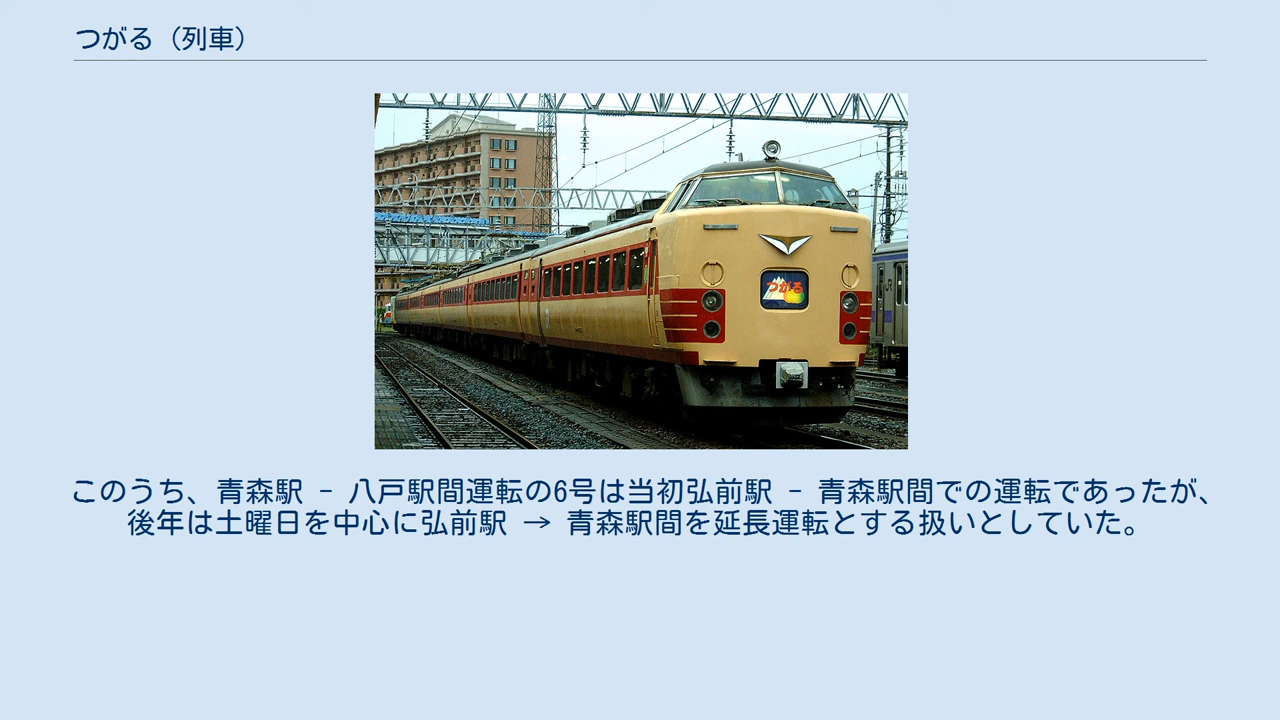 つがる（列車）
つがる
JR
このうち、青森駅 - 八戸駅間運転の6号は当初弘前駅 - 青森駅間での運転であったが、
後年は土曜日を中心に弘前駅 → 青森駅間を延長運転とする扱いとしていた。